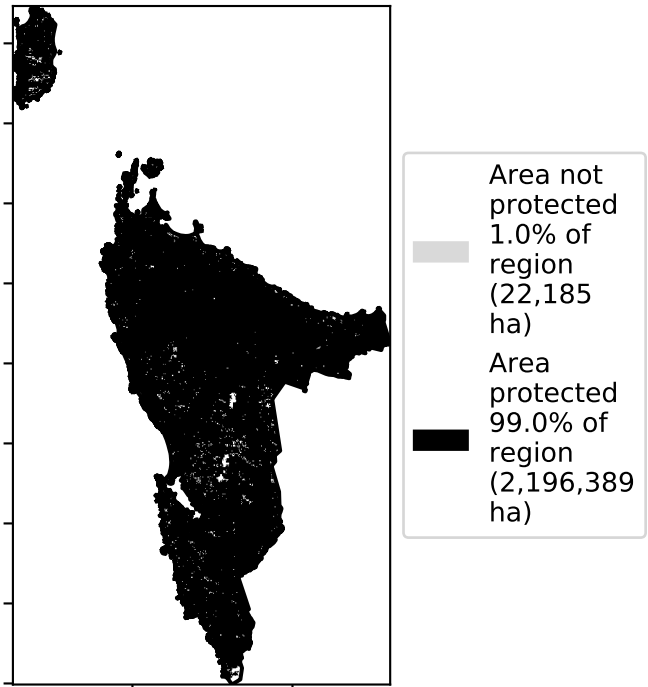 Area not
protected
1.0% of
region
(22,185
ha)
Area
protected
99.0% of
region
(2,196,389
ha)